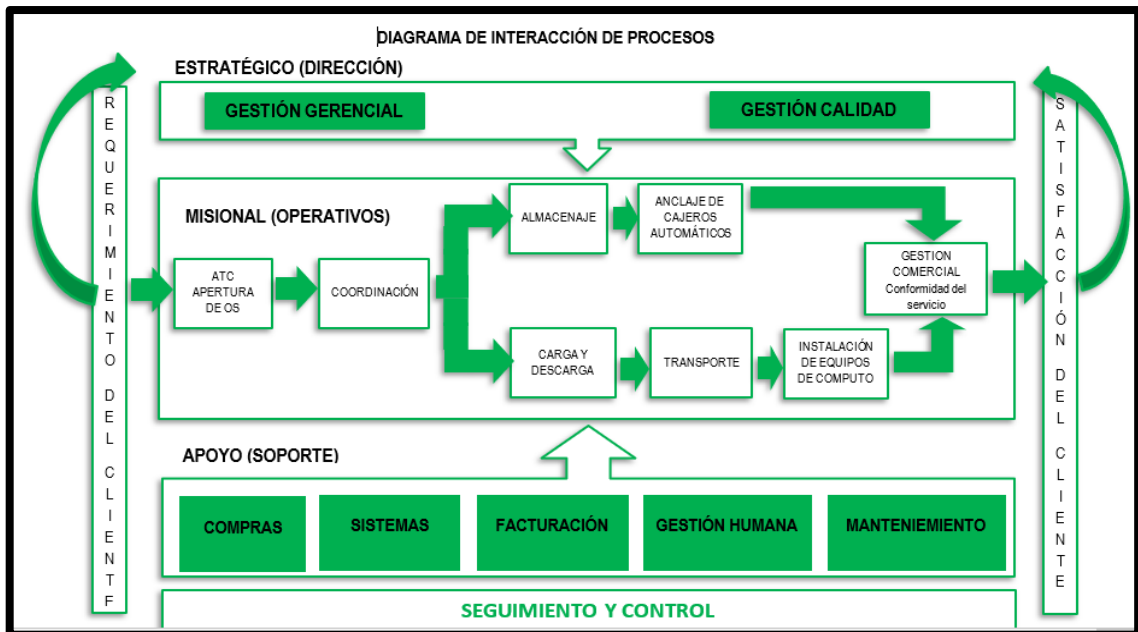 DIAGRAMA DE INTERACCIÓN DE PROCESOS
ESTRATÉGICO (DIRECCIÓN)
GESTIÓN GERENCIAL
GESTIÓN CALIDAD
REQUERIMIENTO DEL CLIENTE
MISIONAL (OPERATIVOS)
ATC
APERTURA
DE OS
COORDINACIÓN
ALMACENAJE
ANCLAJE DE
CAJEROS
AUTOMÁTICOS
CARGA Y
DESCARGA
TRANSPORTE
INSTALACIÓN
DE EQUIPOS
DE COMPUTO
GESTION
COMERCIAL
Conformidad del
servicio
SATISFACCIÓN DEL CLIENTE
APOYO (SOPORTE)
COMPRAS
SISTEMAS
FACTURACIÓN
GESTIÓN HUMANA
MANTENIEMIENTO
SEGUIMIENTO Y CONTROL